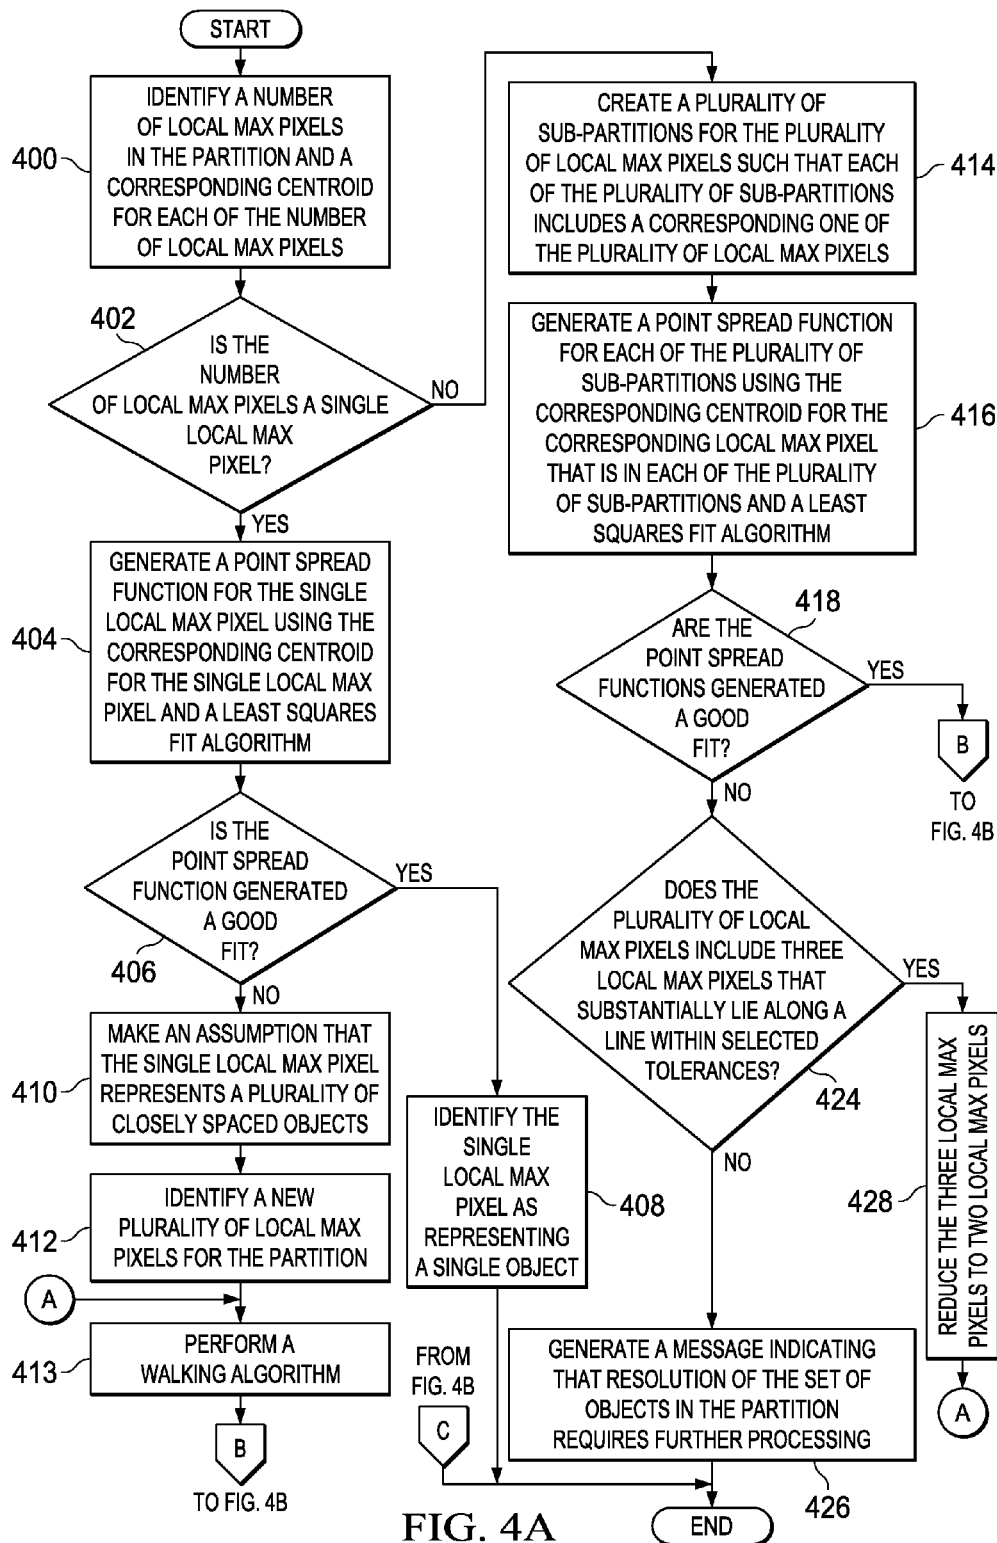 START
IDENTIFY A NUMBER
OF LOCAL MAX PIXELS
IN THE PARTITION AND A
CORRESPONDING CENTROID
FOR EACH OF THE NUMBER
OF LOCAL MAX PIXELS
400
402
IS THE
NUMBER
OF LOCAL MAX PIXELS A SINGLE
LOCAL MAX
PIXEL?
NO
YES
GENERATE A POINT SPREAD
FUNCTION FOR THE SINGLE
LOCAL MAX PIXEL USING THE
CORRESPONDING CENTROID
FOR THE SINGLE LOCAL MAX
PIXEL AND A LEAST SQUARES
FIT ALGORITHM
404
IS THE
POINT SPREAD
FUNCTION GENERATED
A GOOD
FIT?
406
YES
NO
MAKE AN ASSUMPTION THAT
THE SINGLE LOCAL MAX PIXEL
REPRESENTS A PLURALITY OF
CLOSELY SPACED OBJECTS
410
IDENTIFY A NEW
PLURALITY OF LOCAL MAX
PIXELS FOR THE PARTITION
412
A
PERFORM A
WALKING ALGORITHM
413
B
TO FIG. 4B
IDENTIFY THE
SINGLE
LOCAL MAX
PIXEL AS
REPRESENTING
A SINGLE OBJECT
408
FROM
FIG. 4B
C
CREATE A PLURALITY OF
SUB-PARTITIONS FOR THE PLURALITY
OF LOCAL MAX PIXELS SUCH THAT EACH
OF THE PLURALITY OF SUB-PARTITIONS
INCLUDES A CORRESPONDING ONE OF
THE PLURALITY OF LOCAL MAX PIXELS
414
GENERATE A POINT SPREAD FUNCTION
FOR EACH OF THE PLURALITY OF
SUB-PARTITIONS USING THE
CORRESPONDING CENTROID FOR THE
CORRESPONDING LOCAL MAX PIXEL
THAT IS IN EACH OF THE PLURALITY
OF SUB-PARTITIONS AND A LEAST
SQUARES FIT ALGORITHM
416
418
ARE THE
POINT SPREAD
FUNCTIONS GENERATED
A GOOD
FIT?
YES
B
TO
FIG. 4B
NO
DOES THE
PLURALITY OF LOCAL
MAX PIXELS INCLUDE THREE
LOCAL MAX PIXELS THAT
SUBSTANTIALLY LIE ALONG A
LINE WITHIN SELECTED
TOLERANCES?
424
YES
NO
REDUCE THE THREE LOCAL MAX
PIXELS TO TWO LOCAL MAX PIXELS
428
A
GENERATE A MESSAGE INDICATING
THAT RESOLUTION OF THE SET OF
OBJECTS IN THE PARTITION
REQUIRES FURTHER PROCESSING
426
END
FIG. 4A